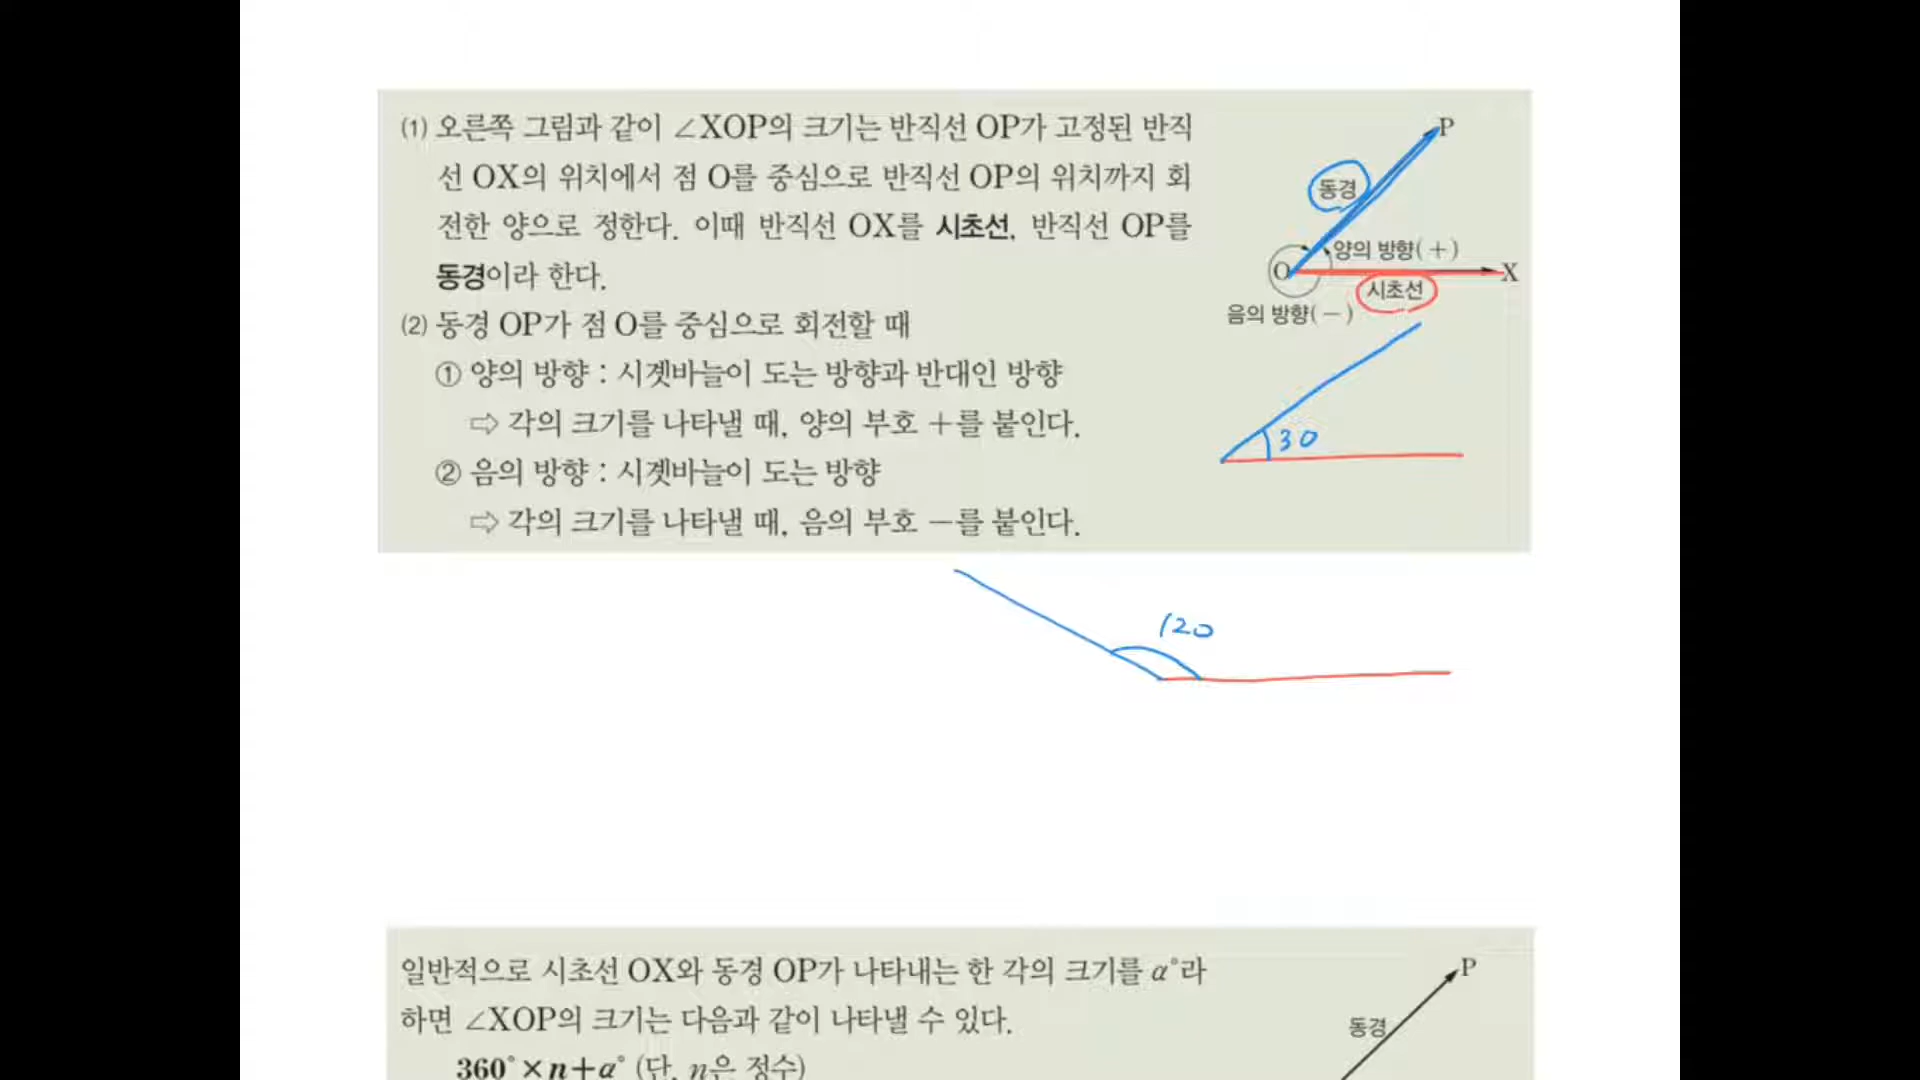 (1) 오른쪽 그림과 같이 ∠XOP의 크기는 반직선 OP가 고정된 반직
선 OX의 위치에서 점 O를 중심으로 반직선 OP의 위치까지 회
전한 양으로 정한다. 이때 반직선 OX를 시초선, 반직선 OP를
동경이라 한다.
(2) 동경 OP가 점 O를 중심으로 회전할 때
① 양의 방향 : 시곗바늘이 도는 방향과 반대인 방향
⇨ 각의 크기를 나타낼 때, 양의 부호 +를 붙인다.
② 음의 방향 : 시곗바늘이 도는 방향
⇨ 각의 크기를 나타낼 때, 음의 부호 -를 붙인다.
P
동경
양의 방향(+)
O
X
시초선
음의 방향(-)
30
120
일반적으로 시초선 OX와 동경 OP가 나타내는 한 각의 크기를 α°라
하면 ∠XOP의 크기는 다음과 같이 나타낼 수 있다.
360°×n+α° (단, n은 정수)
P
동경